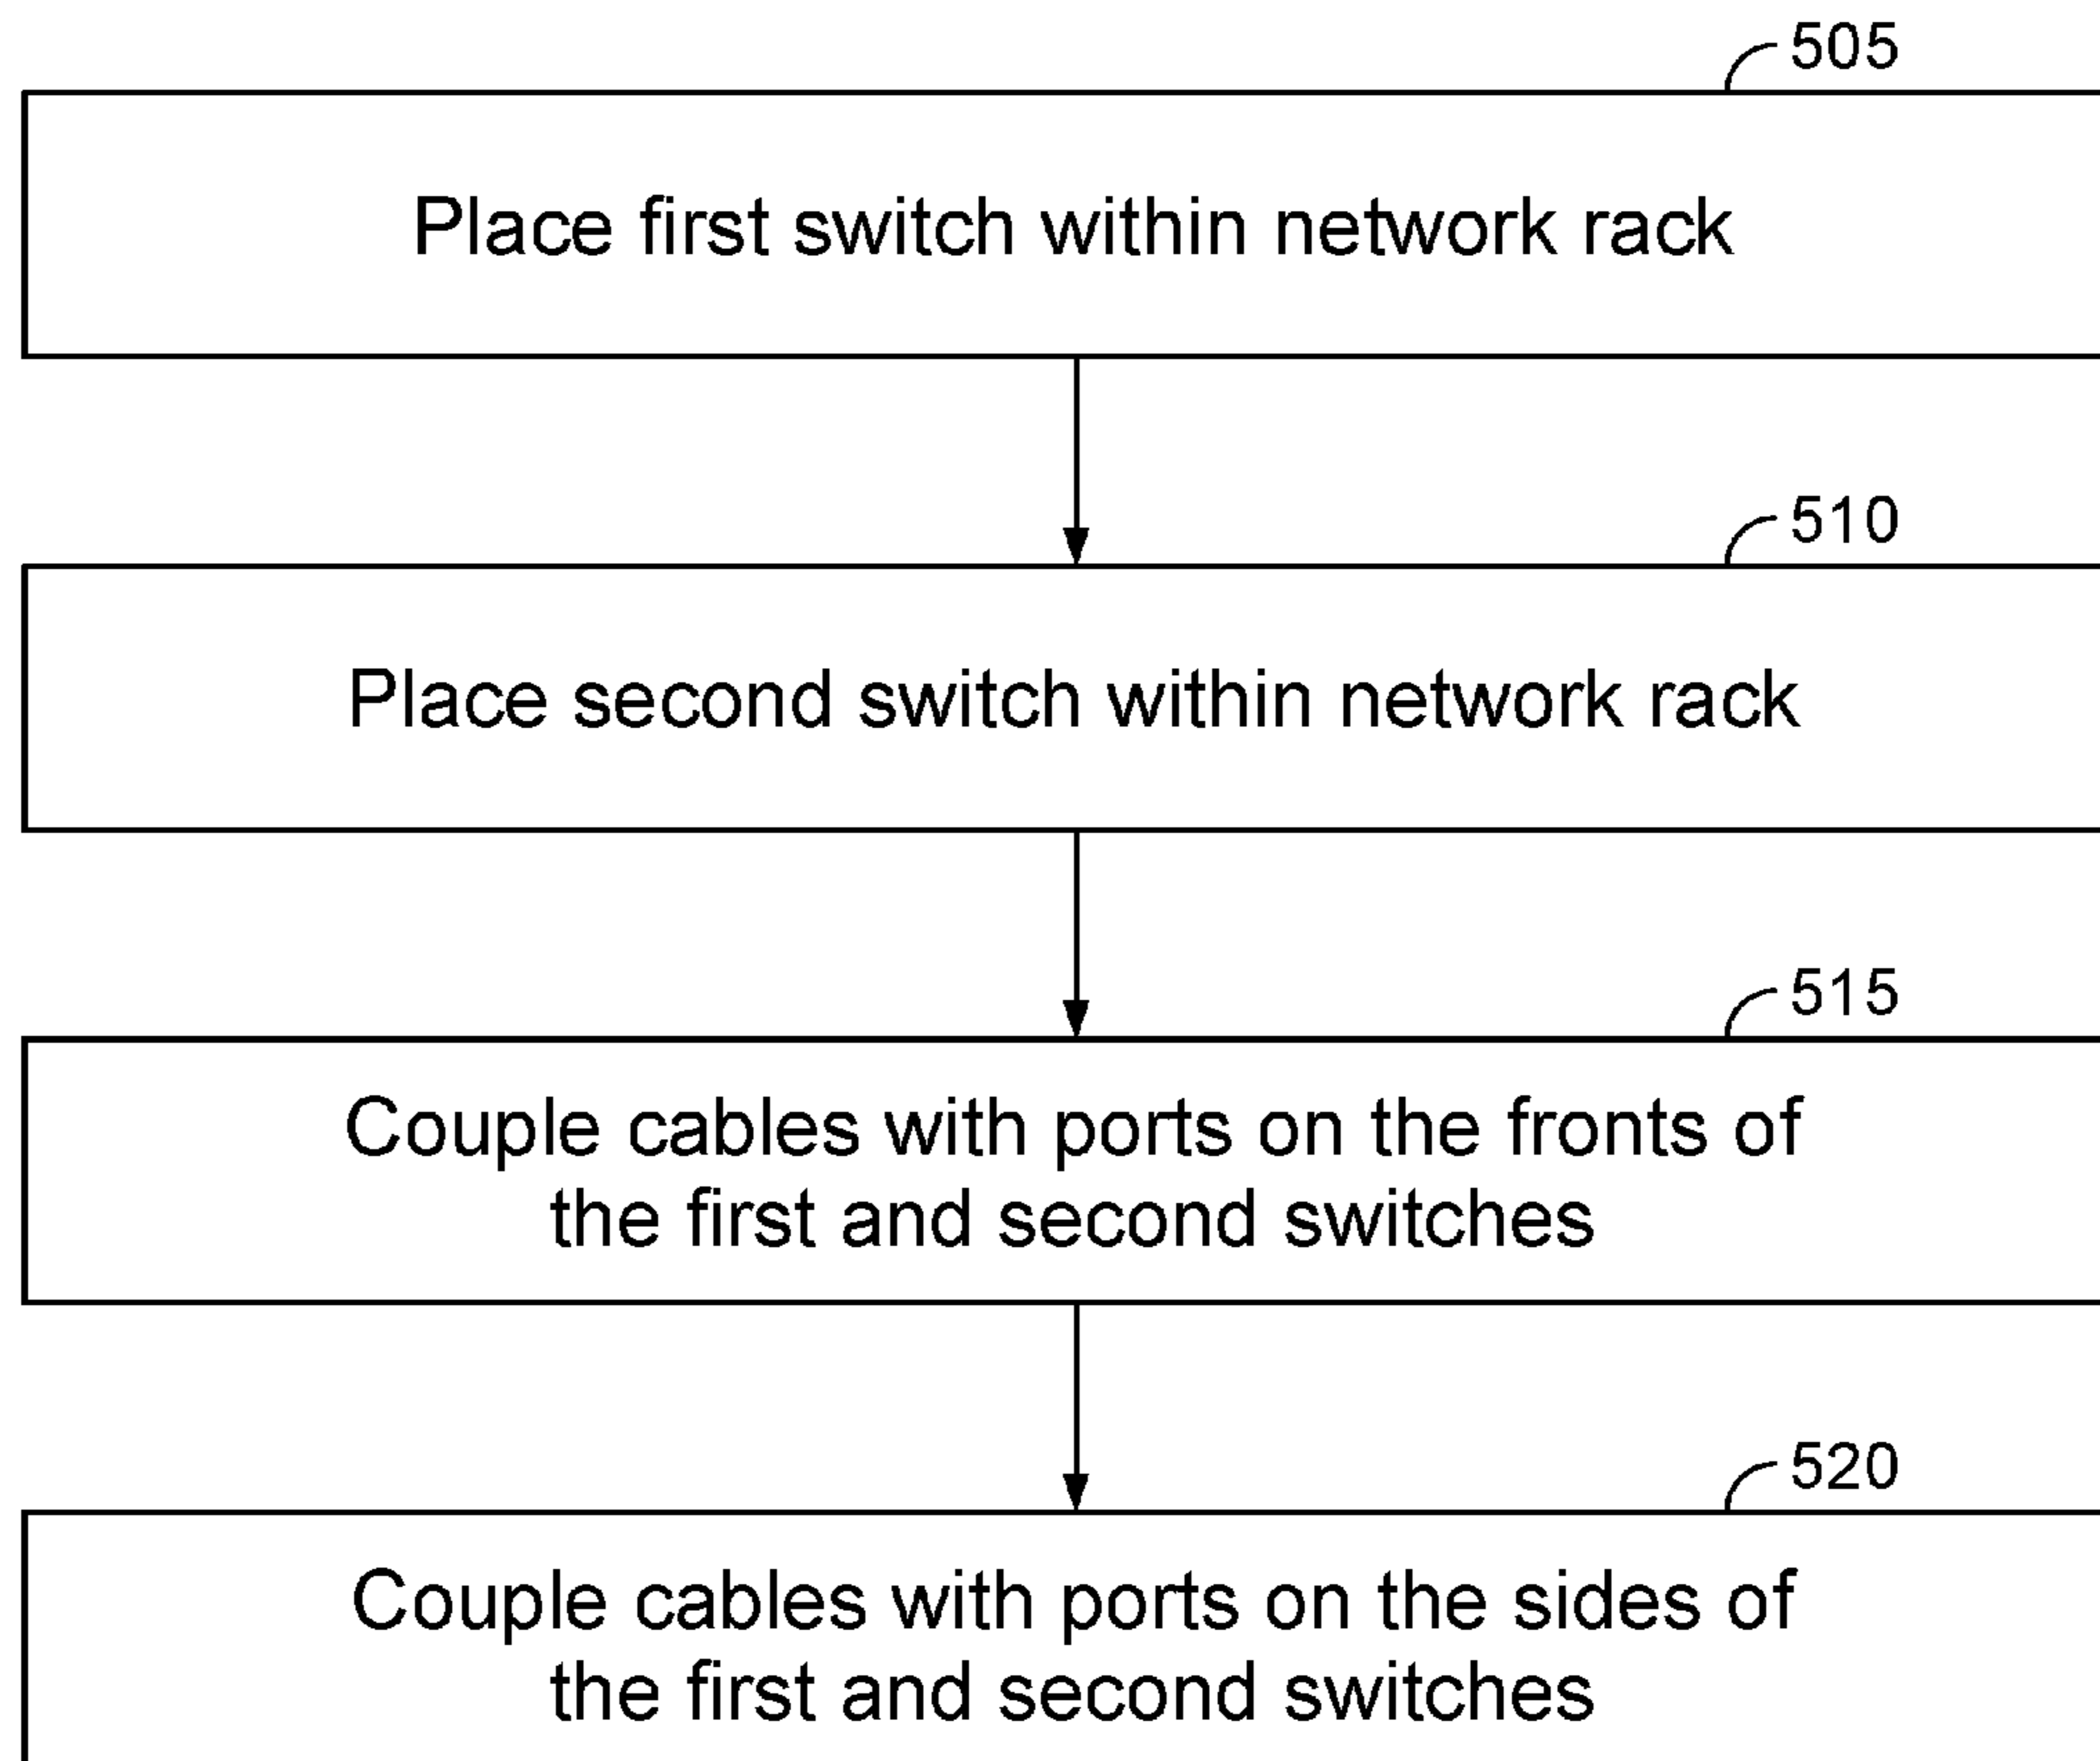 505
Place first switch within network rack
510
Place second switch within network rack
515
Couple cables with ports on the fronts of
the first and second switches
520
Couple cables with ports on the sides of
the first and second switches